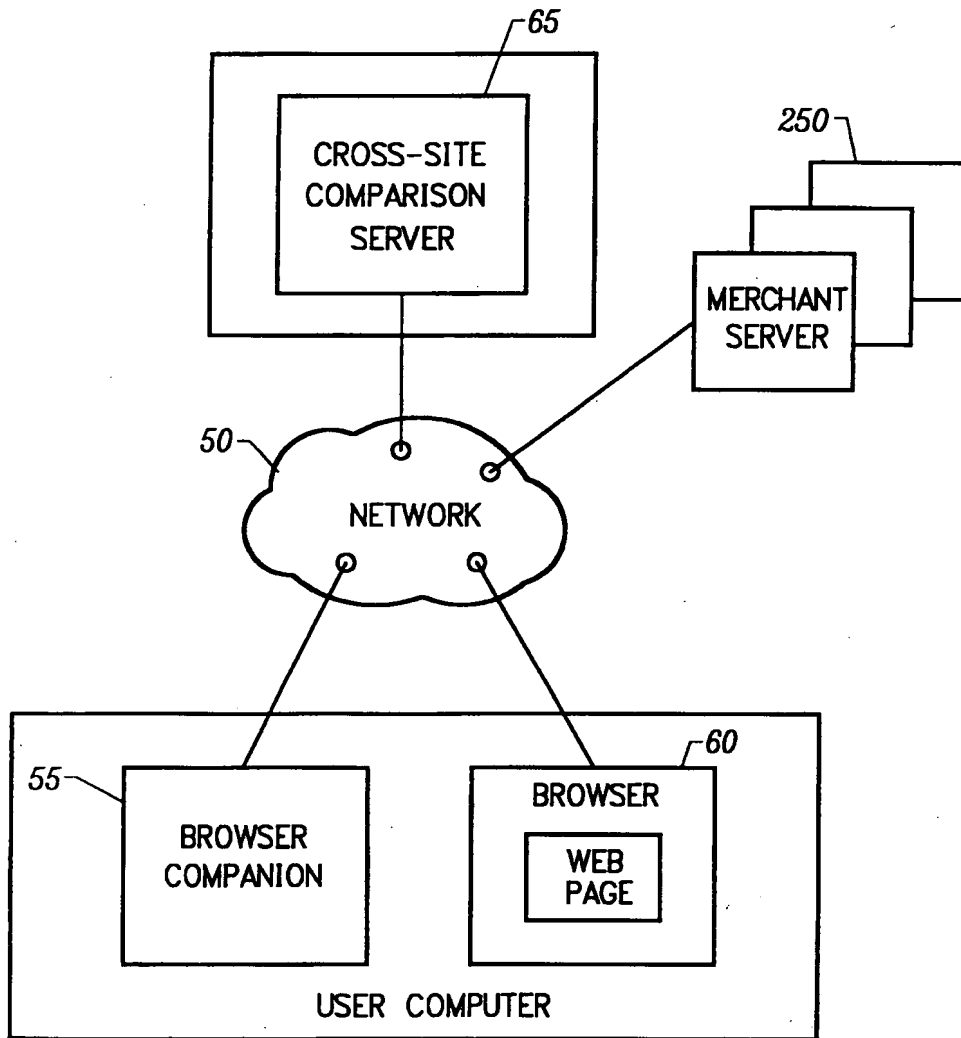 65
CROSS-SITE
COMPARISON
SERVER
250
MERCHANT
SERVER
50
NETWORK
55
BROWSER
COMPANION
60
BROWSER
WEB
PAGE
USER COMPUTER